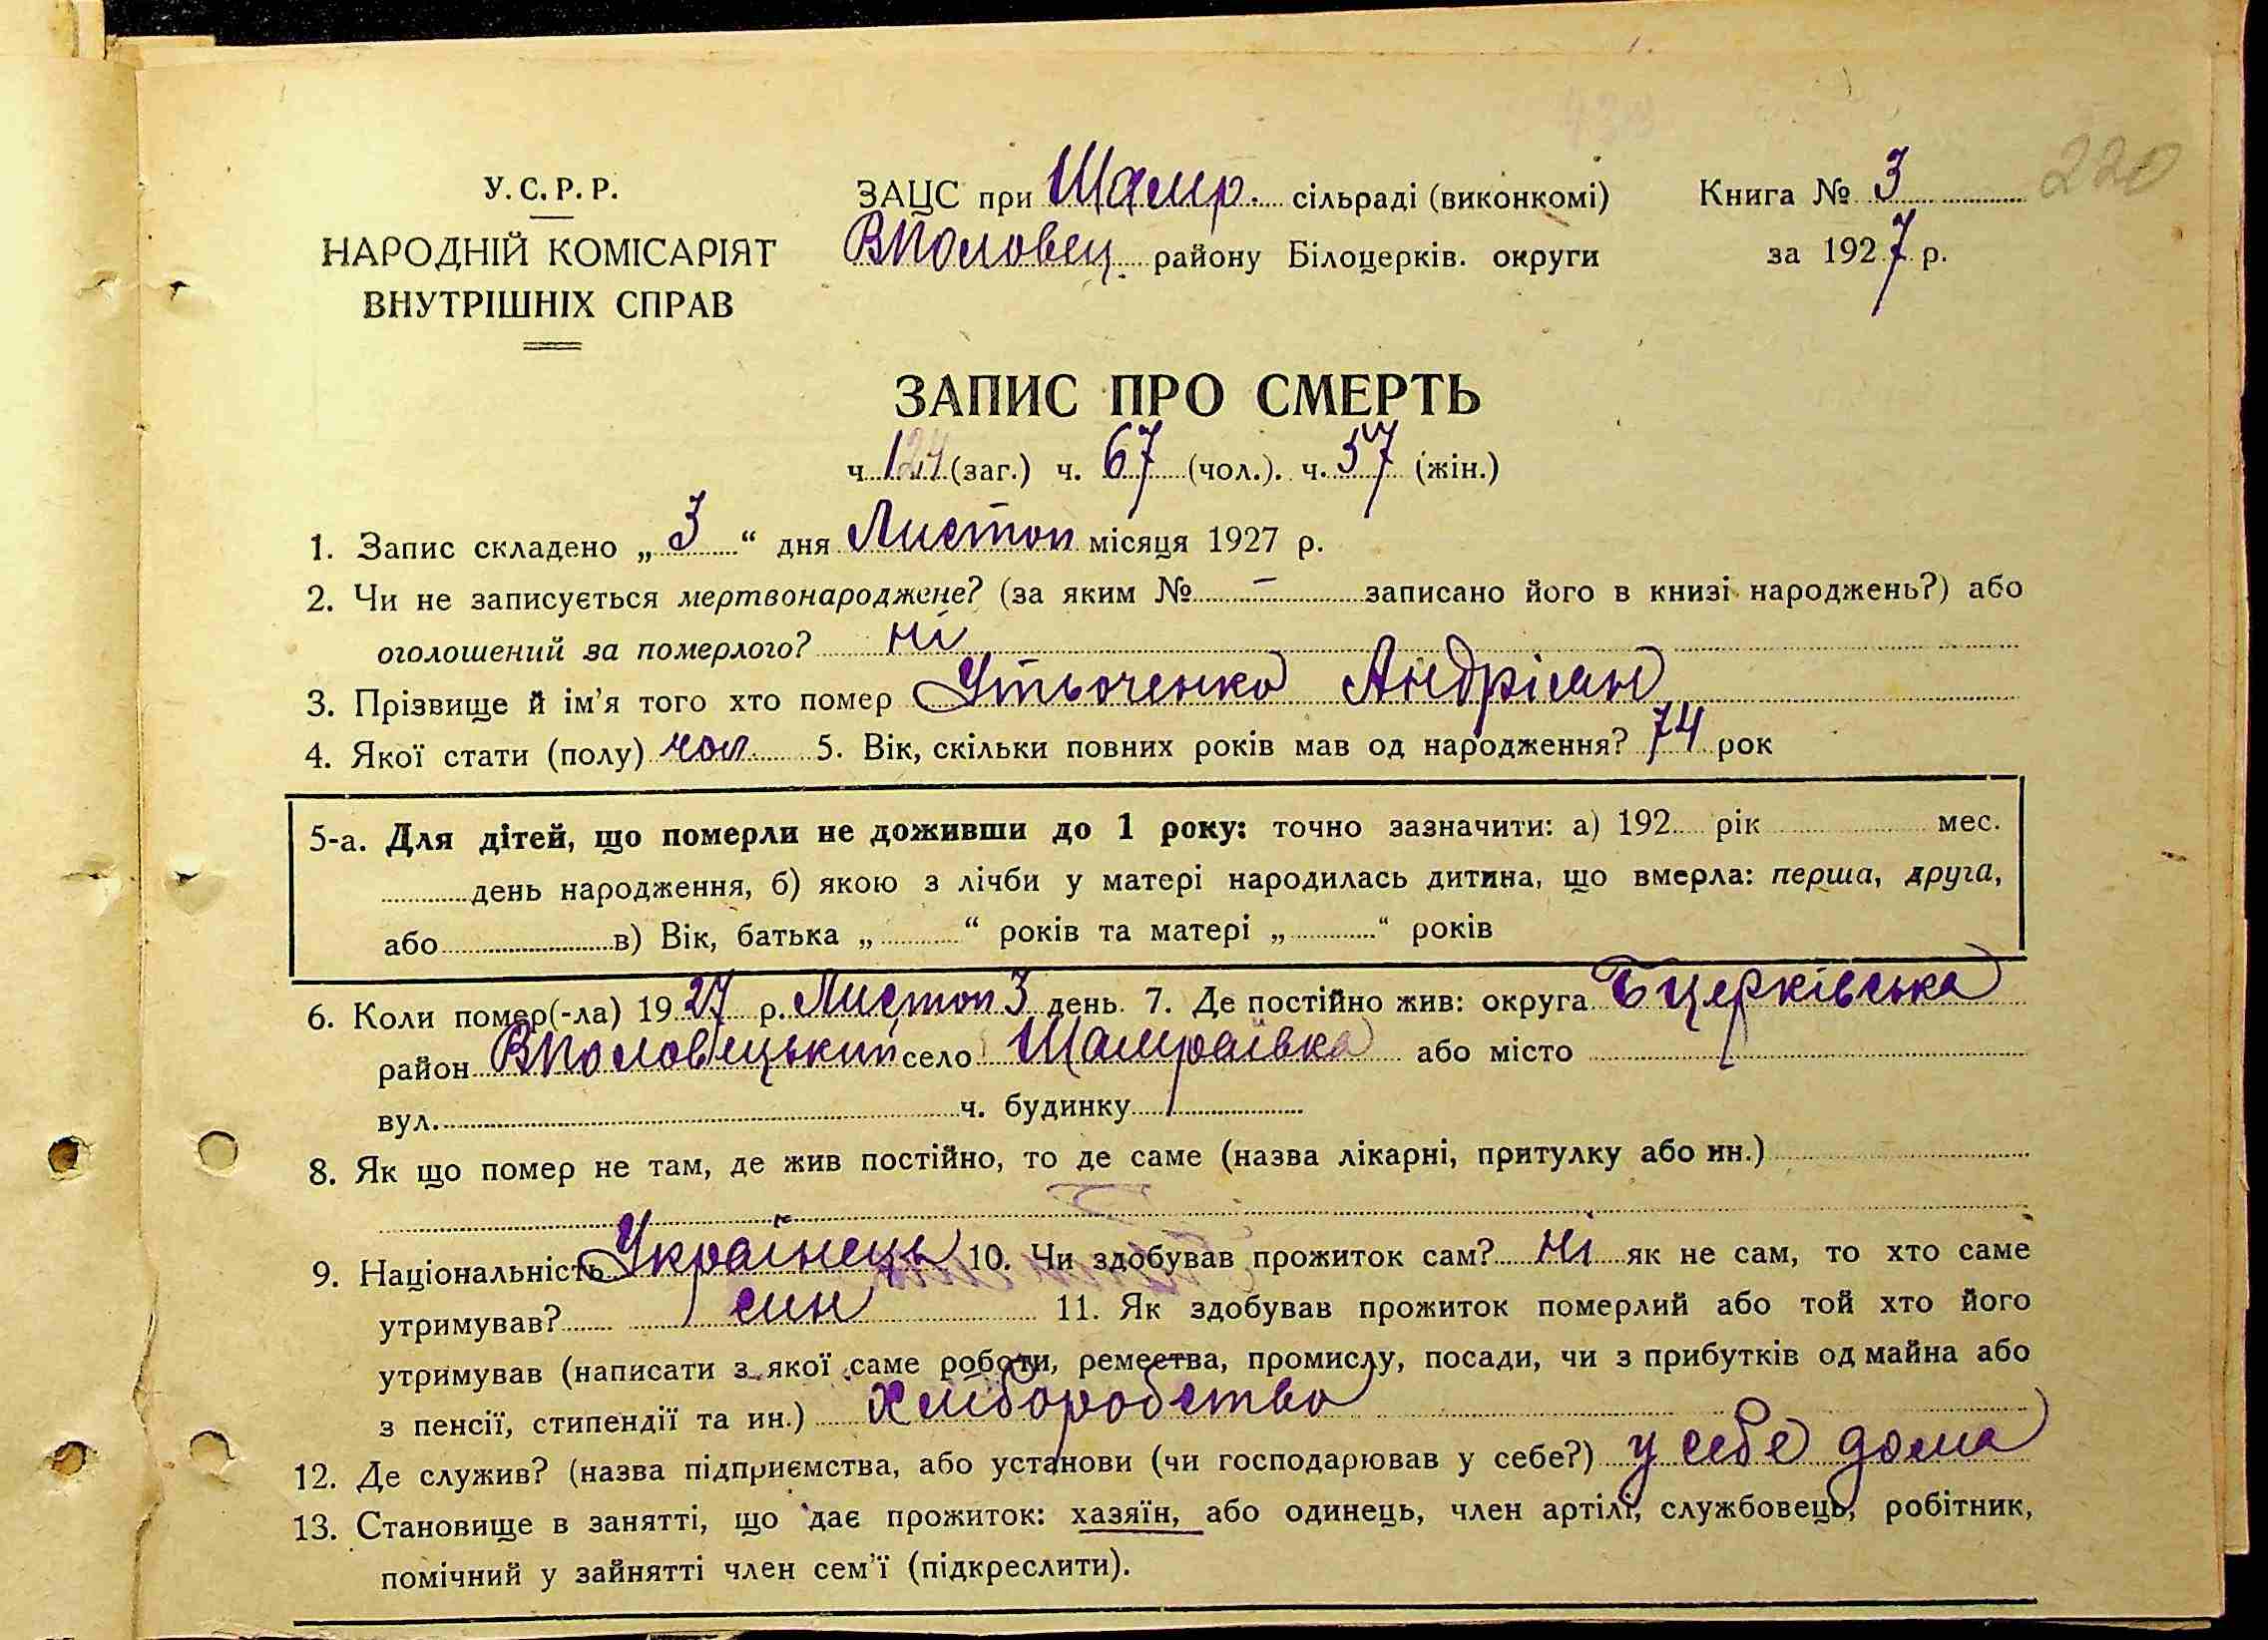 220
У. С. Р. Р.
НАРОДНІЙ КОМІСАРІЯТ
ВНУТРІШНІХ СПРАВ
ЗАЦС при Шамр. сільраді (виконкомі)
ВПоловец. району Білоцерків. округи
Книга № 3
за 1927 р.
ЗАПИС ПРО СМЕРТЬ
ч. 124 (заг.) ч. 67 (чол.). ч. 57 (жін.)
1. Запис складено „ 3 “ дня Листоп місяця 1927 р.
2. Чи не записується мертвонароджене? (за яким № — записано його в книзі народжень?) або
оголошений за померлого? ні
3. Прізвище й ім’я того хто помер Устьоченко Андріян
4. Якої стати (полу) чол 5. Вік, скільки повних років мав од народження? 74 рок
5-а. Для дітей, що померли не доживши до 1 року: точно зазначити: а) 192 рік мес.
день народження, б) якою з лічби у матері народилась дитина, що вмерла: перша, друга,
або в) Вік, батька „ “ років та матері „ “ років
6. Коли помер(-ла) 1927 р. Листоп 3 день. 7. Де постійно жив: округа Бцерківська
район ВПоловецький село Шамраївка або місто
вул. ч. будинку
8. Як що помер не там, де жив постійно, то де саме (назва лікарні, притулку або ин.)
9. Національність Українець 10. Чи здобував прожиток сам? Ні як не сам, то хто саме
утримував? син 11. Як здобував прожиток померлий або той хто його
утримував (написати з якої саме роботи, ремества, промислу, посади, чи з прибутків од майна або
з пенсії, стипендії та ин.) хліборобство
12. Де служив? (назва підприємства, або установи (чи господарював у себе?) у себе дома
13. Становище в занятті, що дає прожиток: хазяїн, або одинець, член артілі, службовець, робітник,
помічний у зайнятті член сем’ї (підкреслити).